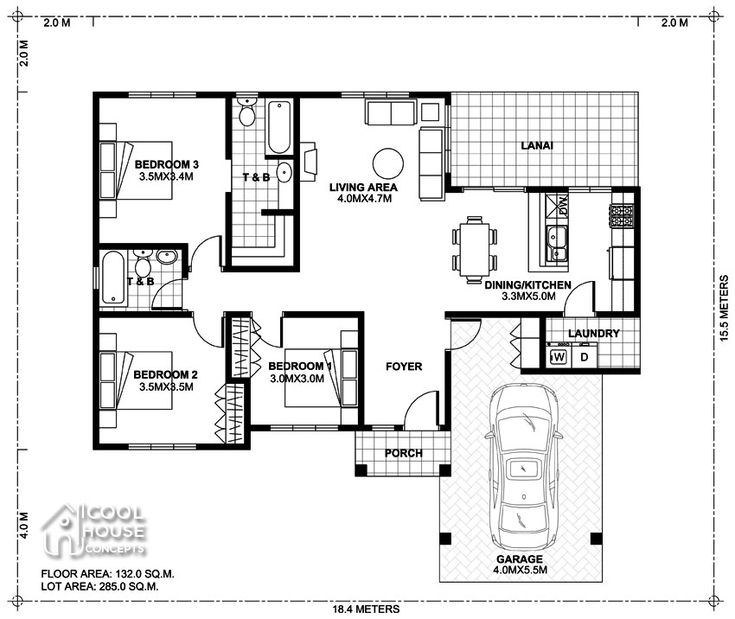 2.0 M
2.0 M
2.0 M
BEDROOM 3
3.5MX3.4M
T & B
LIVING AREA
4.0MX4.7M
LANAI
DW
T & B
DINING/KITCHEN
3.3MX5.0M
15.5 METERS
LAUNDRY
W
D
BEDROOM 2
3.5MX3.5M
BEDROOM 1
3.0MX3.0M
FOYER
PORCH
4.0 M
COOL
HOUSE
CONCEPTS
GARAGE
4.0MX5.5M
FLOOR AREA: 132.0 SQ.M.
LOT AREA: 285.0 SQ.M.
18.4 METERS